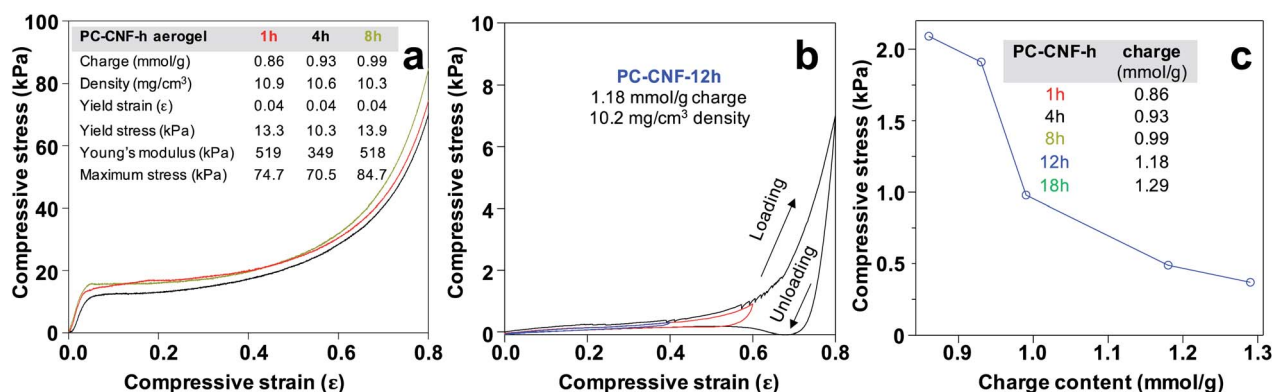 a
Compressive stress (kPa)
100
80
60
40
20
0
PC-CNF-h aerogel 1h 4h 8h
Charge (mmol/g) 0.86 0.93 0.99
Density (mg/cm³) 10.9 10.6 10.3
Yield strain (ε) 0.04 0.04 0.04
Yield stress (kPa) 13.3 10.3 13.9
Young's modulus (kPa) 519 349 518
Maximum stress (kPa) 74.7 70.5 84.7
0.0 0.2 0.4 0.6 0.8
Compressive strain (ε)
b
Compressive stress (kPa)
10
8
6
4
2
0
PC-CNF-12h
1.18 mmol/g charge
10.2 mg/cm³ density
Loading
Unloading
0.0 0.2 0.4 0.6 0.8
Compressive strain (ε)
c
Compressive stress (kPa)
2.0
1.5
1.0
0.5
0
PC-CNF-h charge
(mmol/g)
1h 0.86
4h 0.93
8h 0.99
12h 1.18
18h 1.29
0.9 1.0 1.1 1.2 1.3
Charge content (mmol/g)